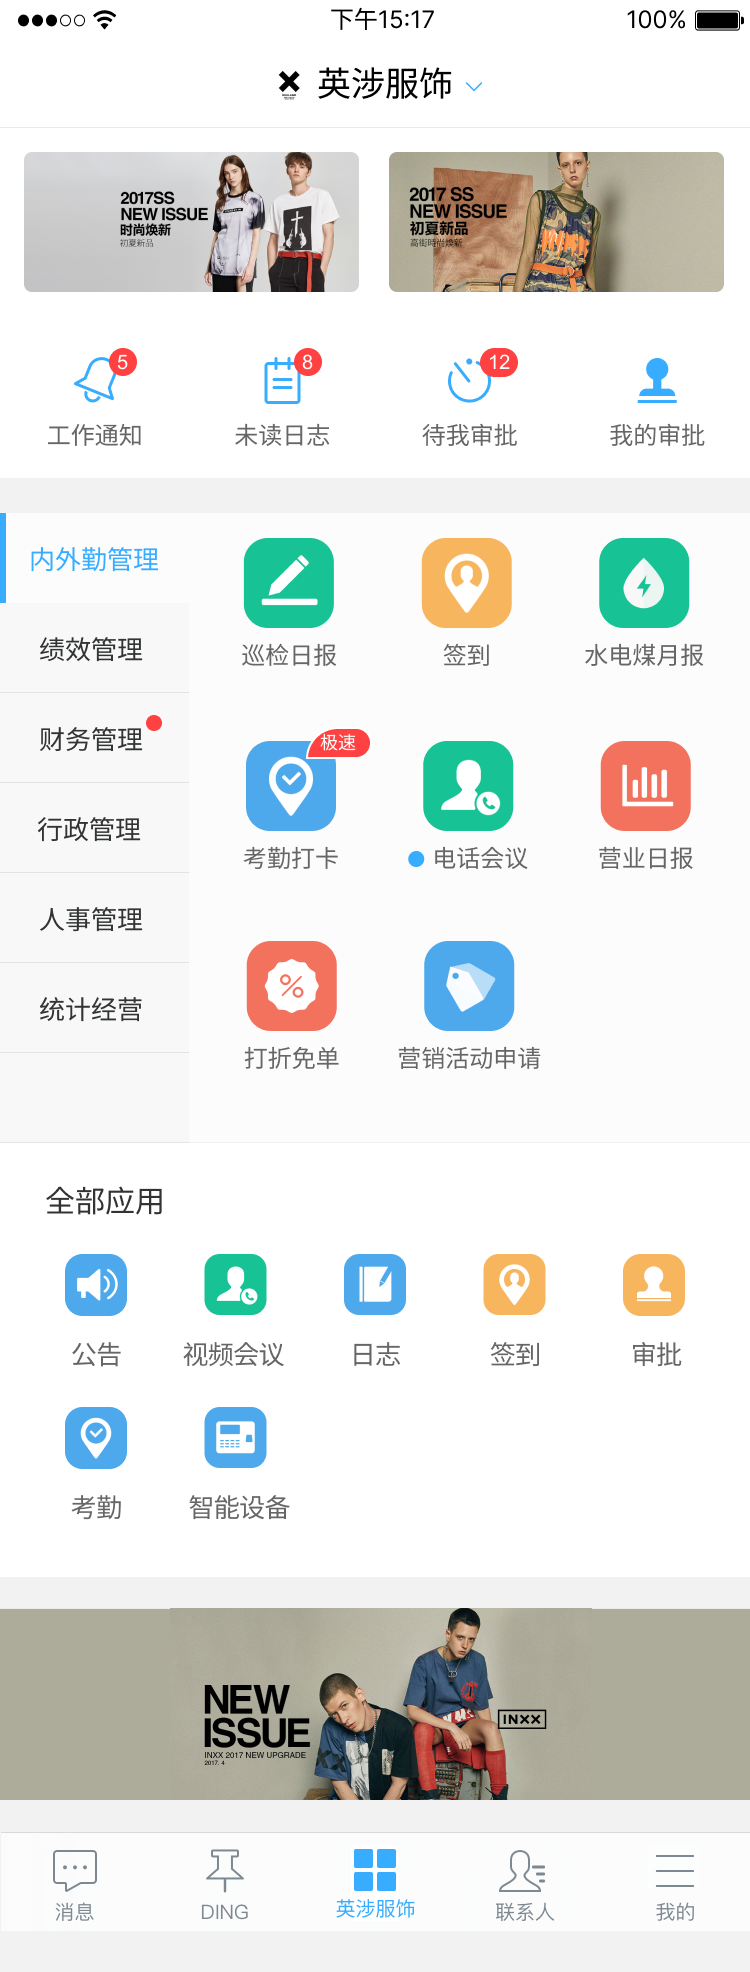 下午15:17
100%
英涉服饰
2017SS
NEW ISSUE
时尚焕新
初夏新品
2017 SS
NEW ISSUE
初夏新品
高街時尚焕新
5
8
12
工作通知
未读日志
待我审批
我的审批
内外勤管理
绩效管理
财务管理
行政管理
人事管理
统计经营
巡检日报
签到
水电煤月报
极速
考勤打卡
电话会议
营业日报
打折免单
营销活动申请
全部应用
公告
视频会议
日志
签到
审批
考勤
智能设备
NEW
ISSUE
INXX 2017 NEW UPGRADE
2017. 4
INXX
消息
DING
英涉服饰
联系人
我的